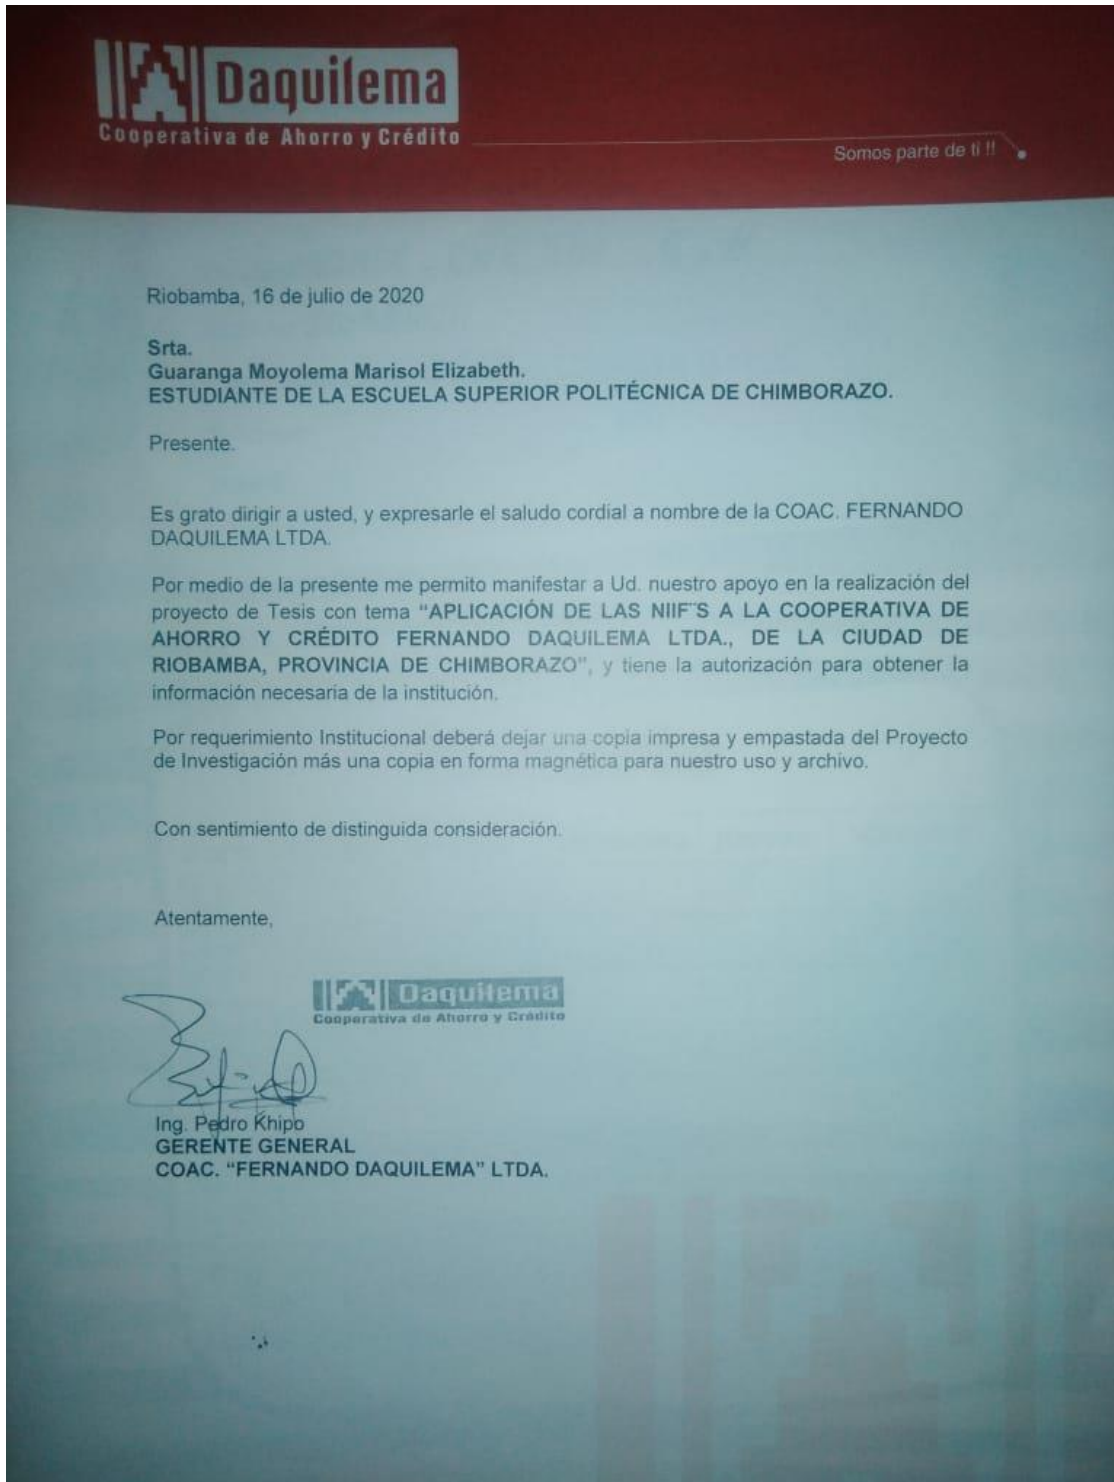 Daquilema
Cooperativa de Ahorro y Crédito
Somos parte de ti !!
Riobamba, 16 de julio de 2020
Srta.
Guaranga Moyolema Marisol Elizabeth.
ESTUDIANTE DE LA ESCUELA SUPERIOR POLITÉCNICA DE CHIMBORAZO.
Presente.
Es grato dirigir a usted, y expresarle el saludo cordial a nombre de la COAC. FERNANDO
DAQUILEMA LTDA.
Por medio de la presente me permito manifestar a Ud. nuestro apoyo en la realización del
proyecto de Tesis con tema “APLICACIÓN DE LAS NIIF¨S A LA COOPERATIVA DE
AHORRO Y CRÉDITO FERNANDO DAQUILEMA LTDA., DE LA CIUDAD DE
RIOBAMBA, PROVINCIA DE CHIMBORAZO”, y tiene la autorización para obtener la
información necesaria de la institución.
Por requerimiento Institucional deberá dejar una copia impresa y empastada del Proyecto
de Investigación más una copia en forma magnética para nuestro uso y archivo.
Con sentimiento de distinguida consideración.
Atentamente,
Daquilema
Cooperativa de Ahorro y Crédito
Ing. Pedro Khipo
GERENTE GENERAL
COAC. “FERNANDO DAQUILEMA” LTDA.